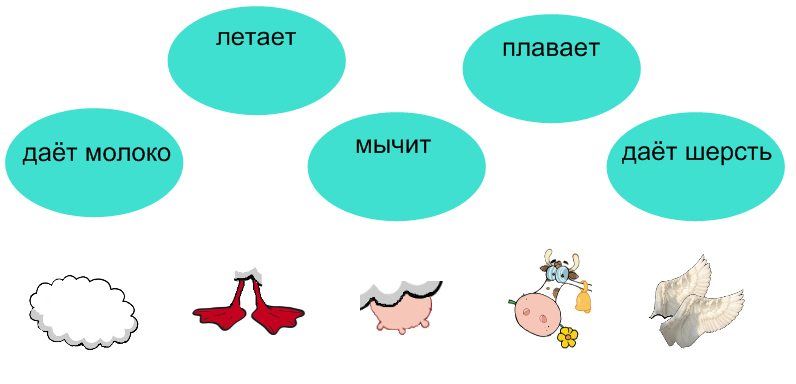 летает
плавает
даёт молоко
мычит
даёт шерсть